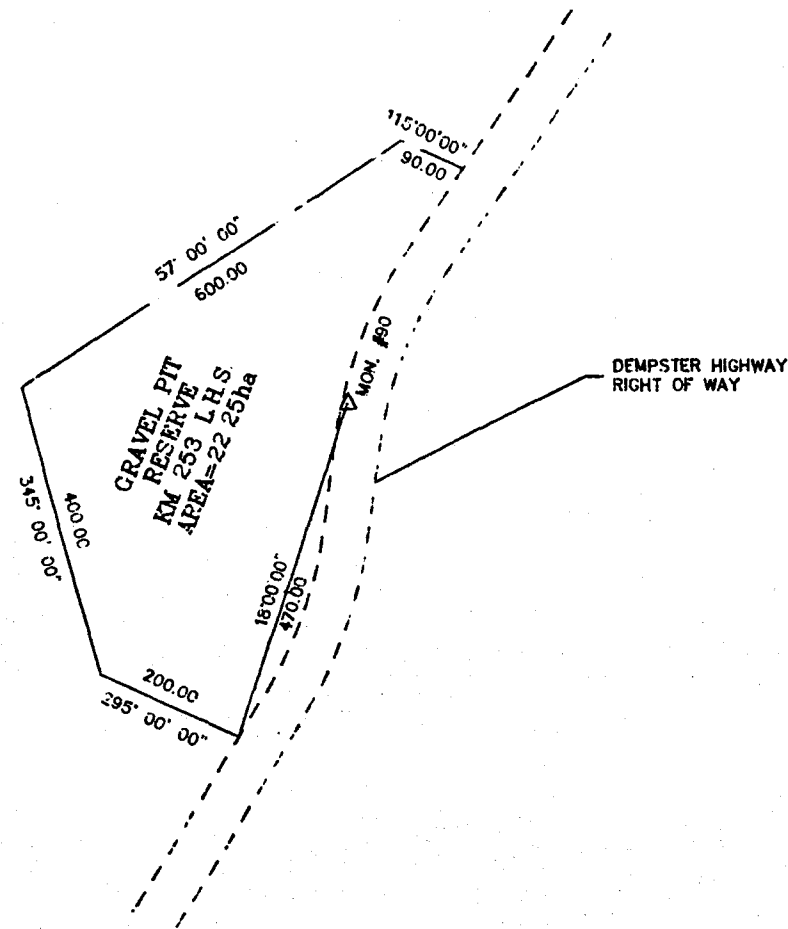 115°00'00"
90.00
57° 00' 00"
600.00
MON. #90
DEMPSTER HIGHWAY
RIGHT OF WAY
GRAVEL PIT
RESERVE
KM 253 L.H.S.
AREA=22 25ha
345° 00' 00"
400.00
18°00'00"
470.00
200.00
295° 00' 00"